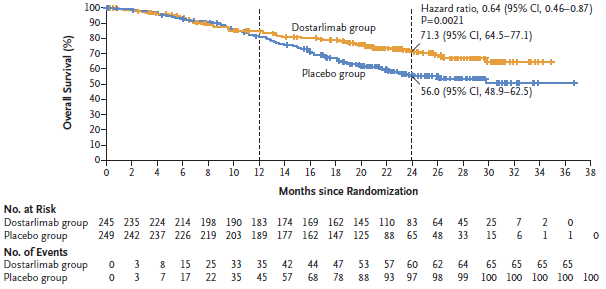 Overall Survival (%)
100
90
80
70
60
50
40
30
20
10
0
Hazard ratio, 0.64 (95% CI, 0.46–0.87)
P=0.0021
Dostarlimab group
71.3 (95% CI, 64.5–77.1)
Placebo group
56.0 (95% CI, 48.9–62.5)
0 2 4 6 8 10 12 14 16 18 20 22 24 26 28 30 32 34 36 38
Months since Randomization
No. at Risk
Dostarlimab group 245 235 224 214 198 190 183 174 169 162 145 110 83 64 45 25 7 2 0
Placebo group 249 242 237 226 219 203 189 177 162 147 125 88 65 48 33 15 6 1 1 0
No. of Events
Dostarlimab group 0 3 8 15 25 33 35 42 44 47 53 57 60 62 64 65 65 65 65
Placebo group 0 3 7 17 22 35 45 57 68 78 88 93 97 98 99 100 100 100 100 100